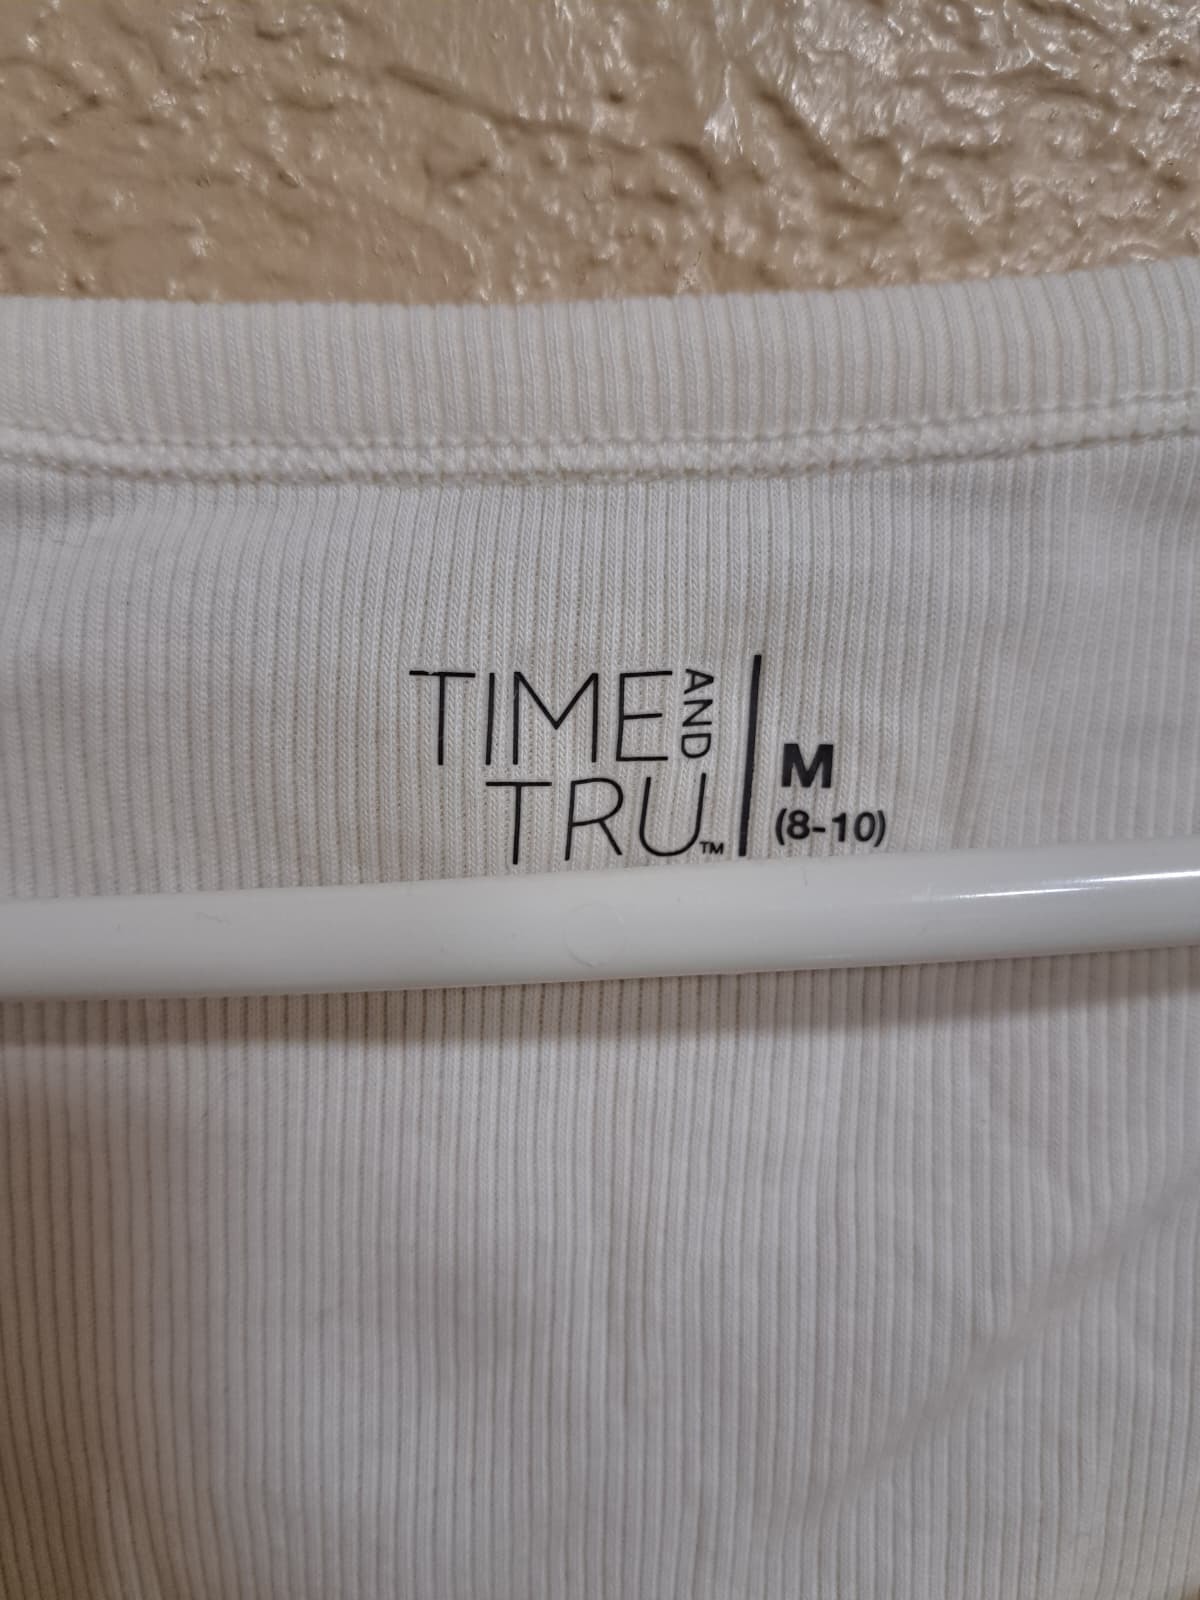 TIME AND
TRU™
M
(8-10)